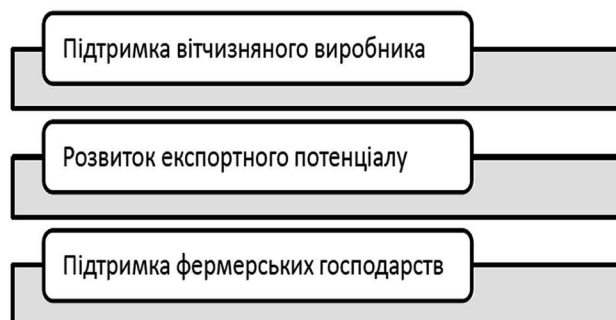 Підтримка вітчизняного виробника
Розвиток експортного потенціалу
Підтримка фермерських господарств